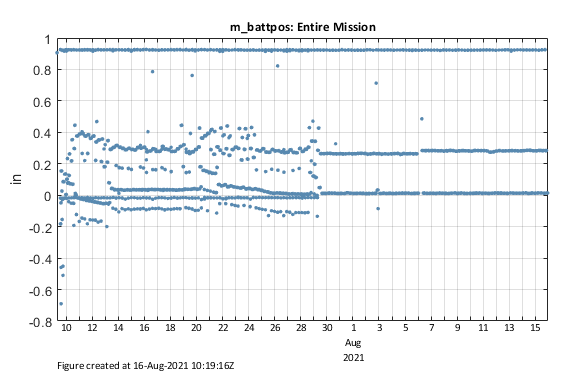 m_battpos: Entire Mission
1
0.8
0.6
0.4
0.2
0
-0.2
-0.4
-0.6
-0.8
in
10 12 14 16 18 20 22 24 26 28 30 1 3 5 7 9 11 13 15
Aug
2021
Figure created at 16-Aug-2021 10:19:16Z